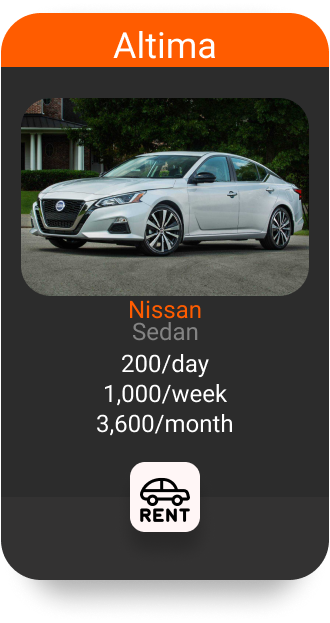 Altima
Nissan
Sedan
200/day
1,000/week
3,600/month
RENT